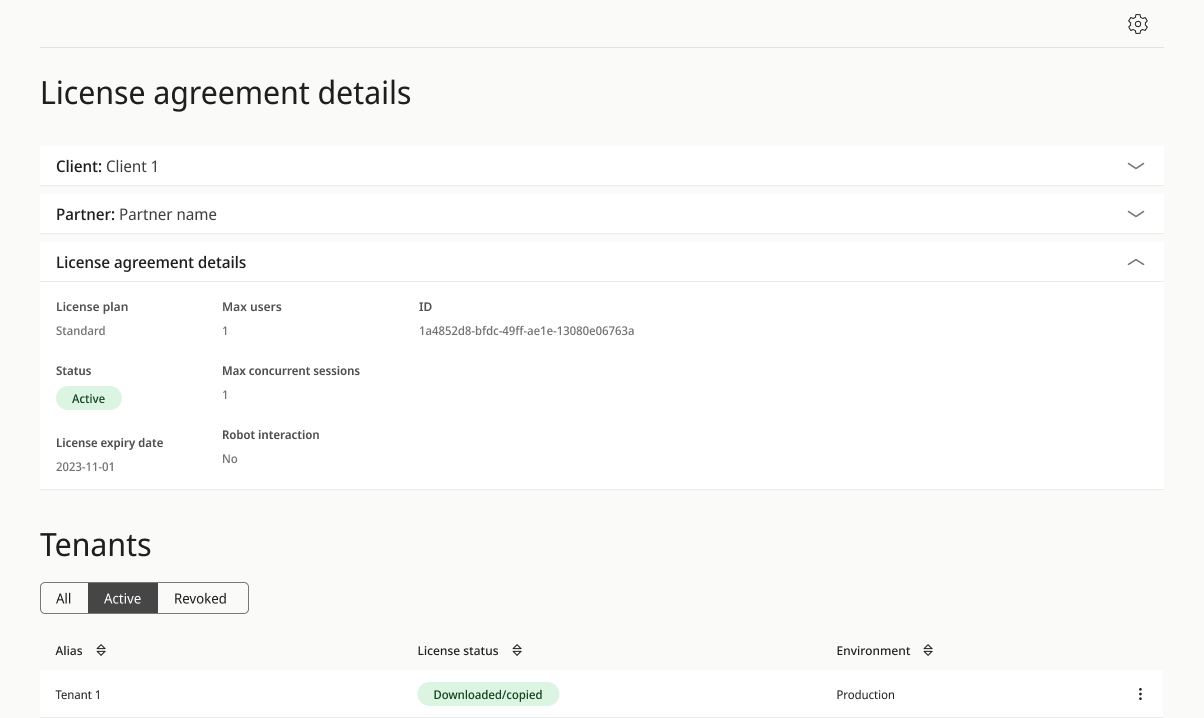 License agreement details
Client: Client 1
Partner: Partner name
License agreement details
License plan
Standard
Max users
1
ID
1a4852d8-bfdc-49ff-ae1e-13080e06763a
Status
Active
Max concurrent sessions
1
License expiry date
2023-11-01
Robot interaction
No
Tenants
All Active Revoked
Alias License status Environment
Tenant 1 Downloaded/copied Production